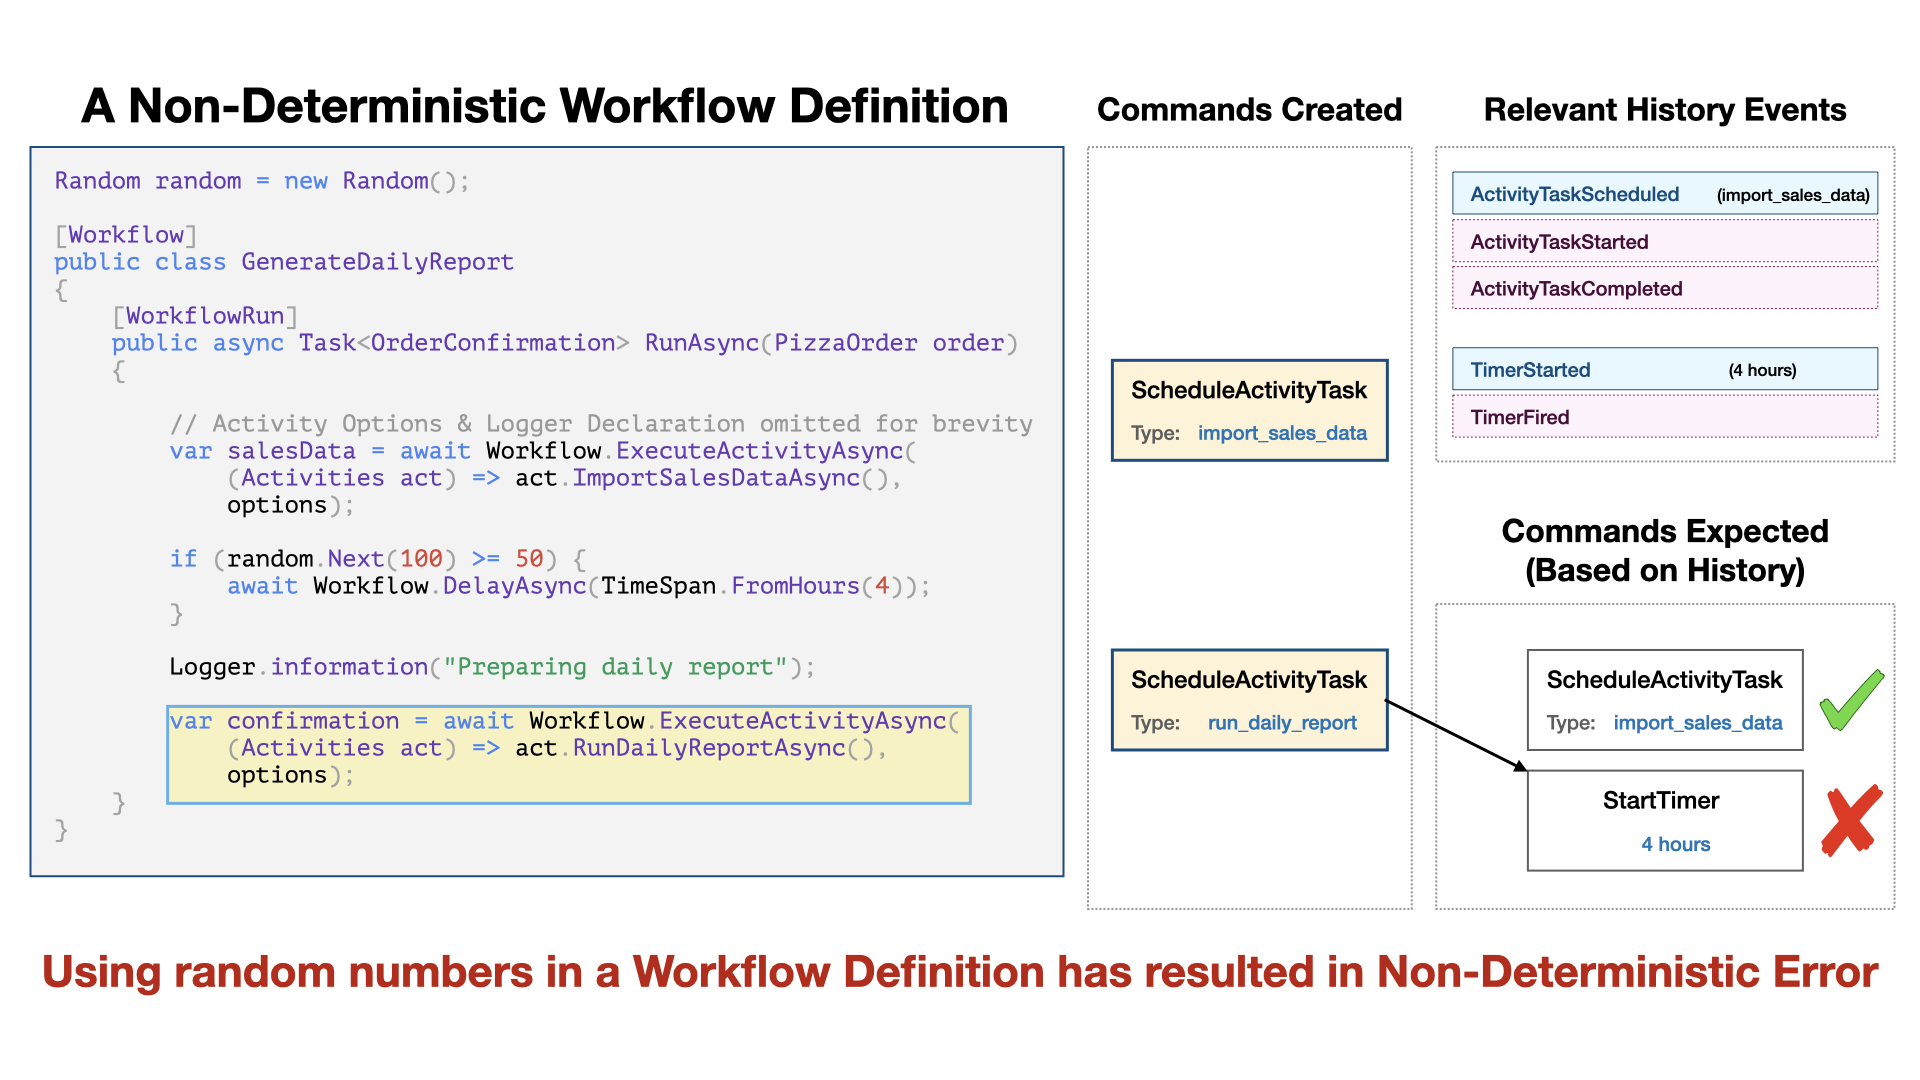 A Non-Deterministic Workflow Definition
Random random = new Random();
[Workflow]
public class GenerateDailyReport
{
[WorkflowRun]
public async Task<OrderConfirmation> RunAsync(PizzaOrder order)
{
// Activity Options & Logger Declaration omitted for brevity
var salesData = await Workflow.ExecuteActivityAsync(
(Activities act) => act.ImportSalesDataAsync(),
options);
if (random.Next(100) >= 50) {
await Workflow.DelayAsync(TimeSpan.FromHours(4));
}
Logger.information("Preparing daily report");
var confirmation = await Workflow.ExecuteActivityAsync(
(Activities act) => act.RunDailyReportAsync(),
options);
}
}
Commands Created
ScheduleActivityTask
Type: import_sales_data
ScheduleActivityTask
Type: run_daily_report
Relevant History Events
ActivityTaskScheduled (import_sales_data)
ActivityTaskStarted
ActivityTaskCompleted
TimerStarted (4 hours)
TimerFired
Commands Expected
(Based on History)
ScheduleActivityTask
Type: import_sales_data
StartTimer
4 hours
Using random numbers in a Workflow Definition has resulted in Non-Deterministic Error